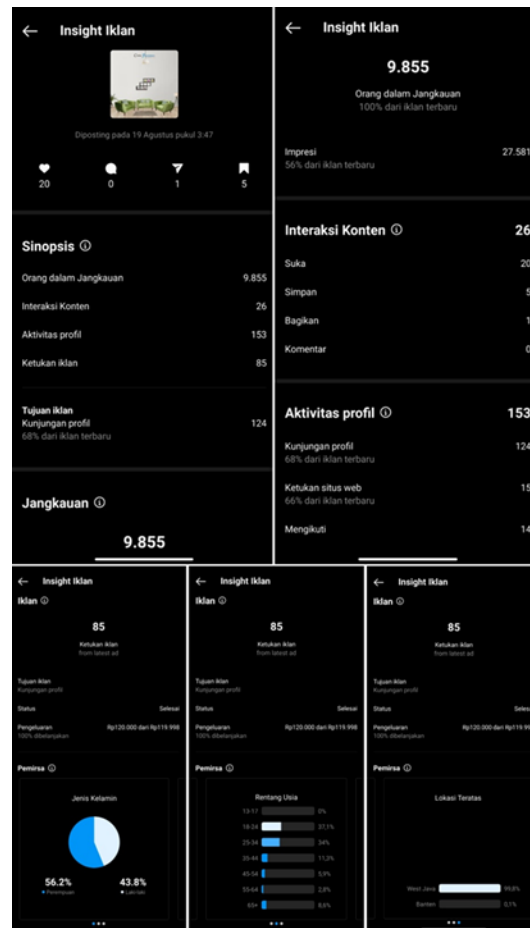 Insight Iklan
Diposting pada 19 Agustus pukul 3:47
20 0 1 5
Sinopsis
Orang dalam Jangkauan 9.855
Interaksi Konten 26
Aktivitas profil 153
Ketukan iklan 85
Tujuan iklan
Kunjungan profil 124
68% dari iklan terbaru
Jangkauan
9.855
Insight Iklan
9.855
Orang dalam Jangkauan
100% dari iklan terbaru
Impresi 27.581
56% dari iklan terbaru
Interaksi Konten 26
Suka 20
Simpan 5
Bagikan 1
Komentar 0
Aktivitas profil 153
Kunjungan profil 124
68% dari iklan terbaru
Ketukan situs web 15
66% dari iklan terbaru
Mengikuti 14
Insight Iklan
Iklan
85
Ketukan iklan
from latest ad
Tujuan iklan
Kunjungan profil
Status Selesai
Pengeluaran Rp120.000 dari Rp119.998
100% dibelanjakan
Pemirsa
Jenis Kelamin
56.2% 43.8%
Perempuan Laki-laki
Insight Iklan
Iklan
85
Ketukan iklan
from latest ad
Tujuan iklan
Kunjungan profil
Status Selesai
Pengeluaran Rp120.000 dari Rp119.998
100% dibelanjakan
Pemirsa
Rentang Usia
13-17 0%
18-24 37,1%
25-34 34%
35-44 11,3%
45-54 5,9%
55-64 2,8%
65+ 8,6%
Insight Iklan
Iklan
85
Ketukan iklan
from latest ad
Tujuan iklan
Kunjungan profil
Status Seles
Pengeluaran Rp120.000 dari Rp119.99
100% dibelanjakan
Pemirsa
Lokasi Teratas
West Java 99,8%
Banten 0,1%